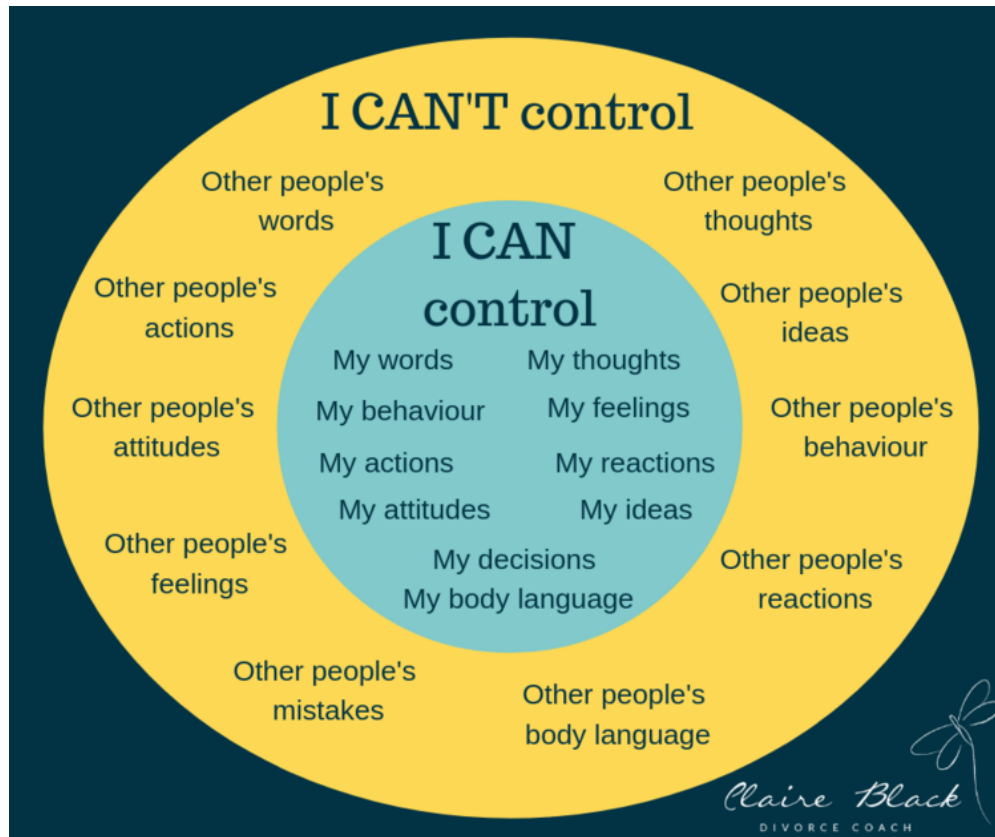 I CAN'T control
Other people's
words
Other people's
thoughts
Other people's
actions
Other people's
ideas
Other people's
attitudes
Other people's
behaviour
Other people's
feelings
Other people's
reactions
Other people's
mistakes
Other people's
body language
I CAN
control
My words
My thoughts
My behaviour
My feelings
My actions
My reactions
My attitudes
My ideas
My decisions
My body language
Claire Black
DIVORCE COACH